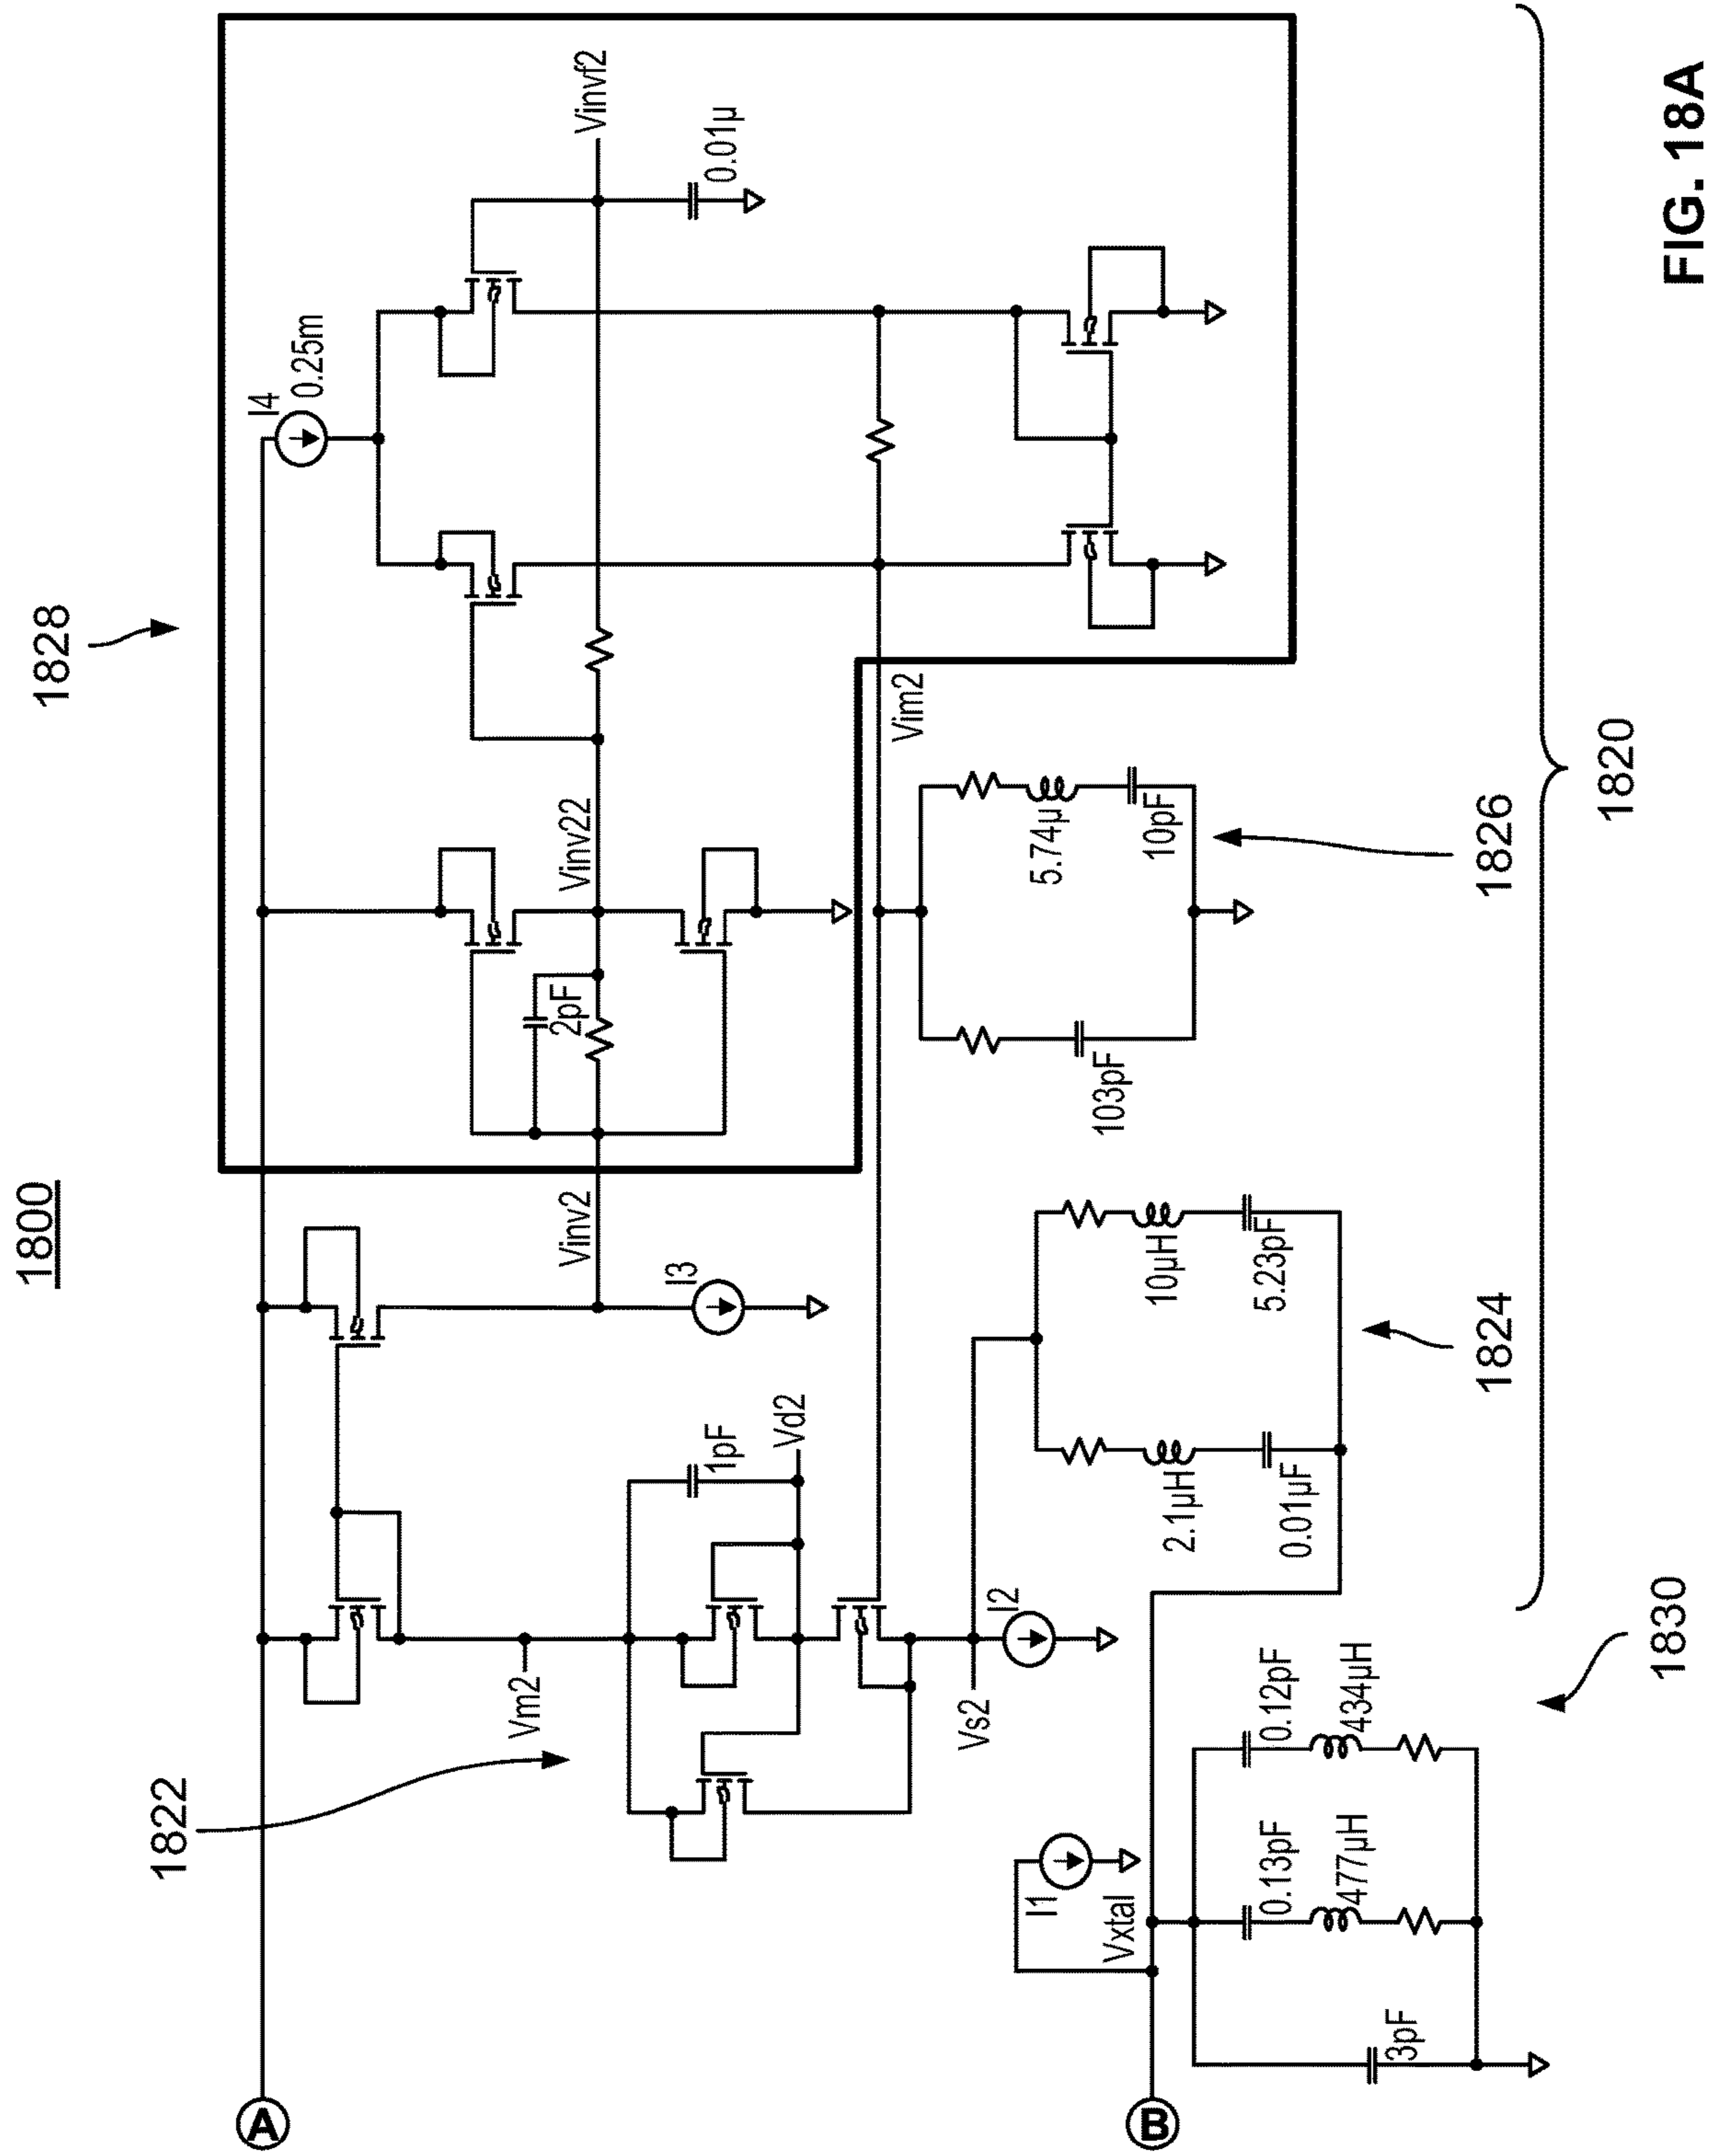 1800
1828
I4
0.25m
Vinvf2
0.01µ
Vinv22
2pF
Vinv2
I3
Vim2
5.74µ
10pF
103pF
1826
1822
Vm2
1pF
Vd2
Vs2
I2
10µH
5.23pF
2.1µH
0.01µF
1824
1820
A
B
I1
Vxtal
0.12pF
434µH
0.13pF
477µH
3pF
1830
FIG. 18A